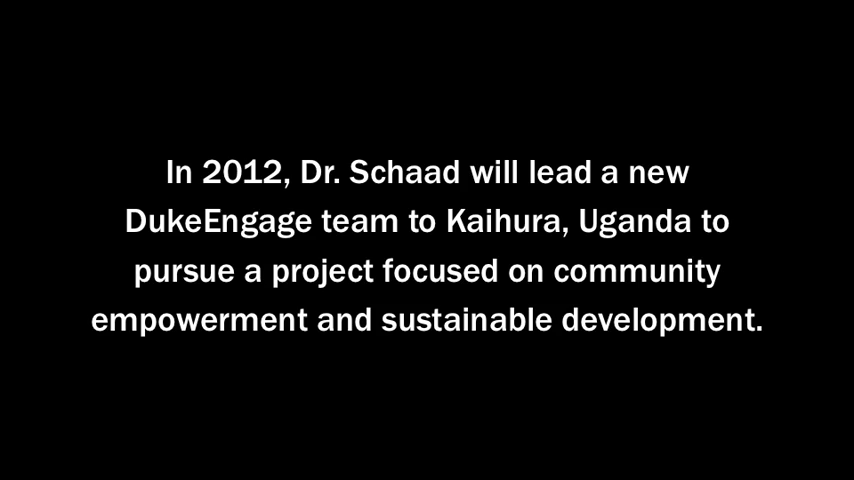 In 2012, Dr. Schaad will lead a new
DukeEngage team to Kaihura, Uganda to
pursue a project focused on community
empowerment and sustainable development.